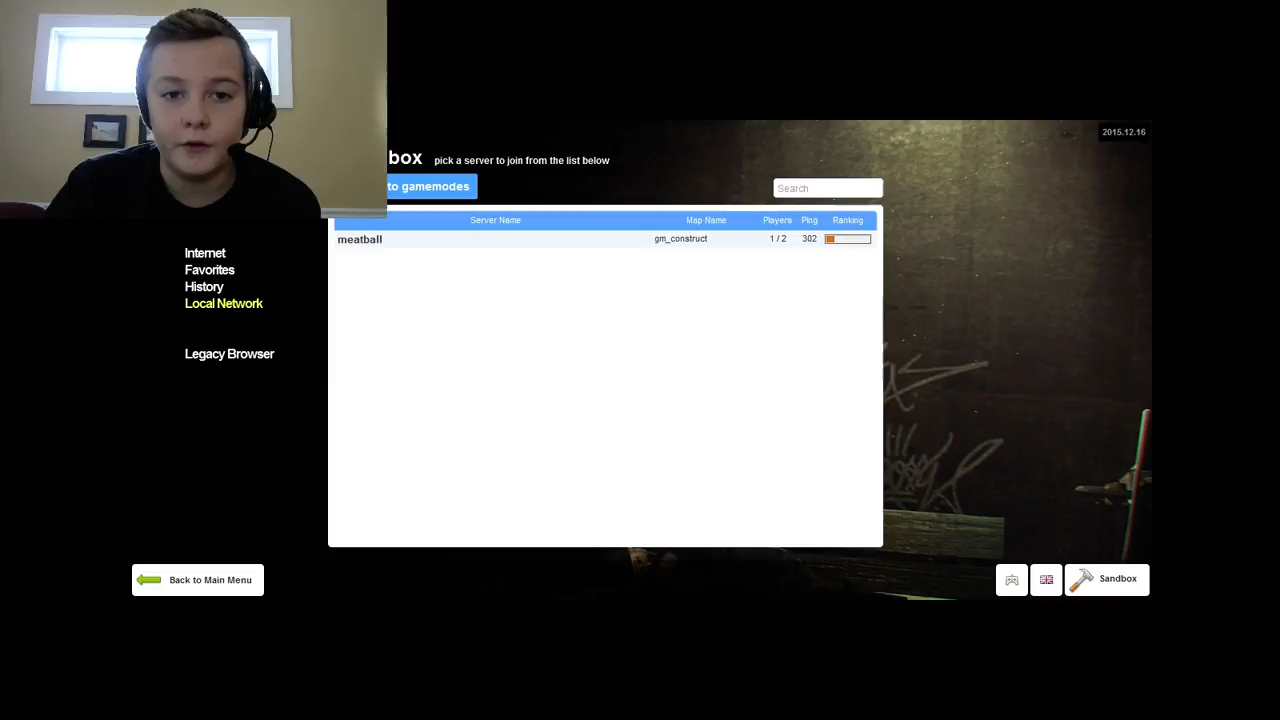 2015.12.16
box pick a server to join from the list below
to gamemodes
Search
Server Name Map Name Players Ping Ranking
meatball gm_construct 1 / 2 302
Internet
Favorites
History
Local Network
Legacy Browser
Back to Main Menu
Sandbox